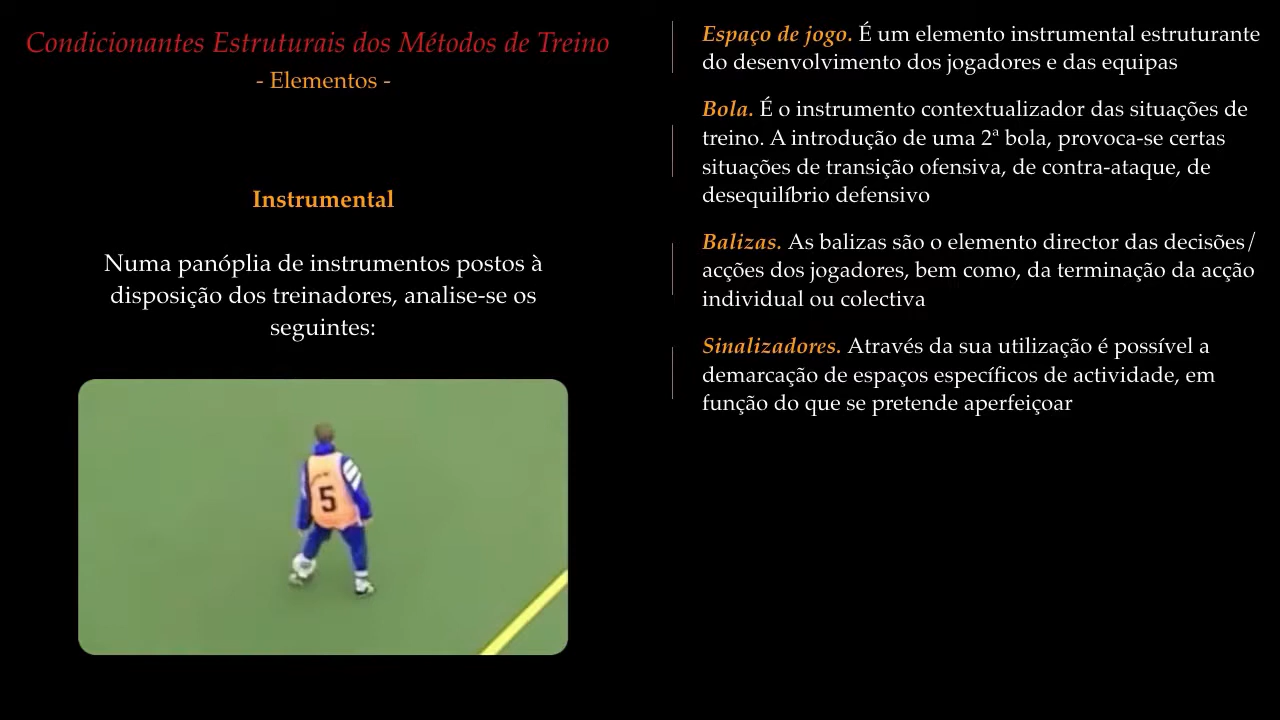 Condicionantes Estruturais dos Métodos de Treino
- Elementos -
Instrumental
Numa panóplia de instrumentos postos à
disposição dos treinadores, analise-se os
seguintes:
5
Espaço de jogo. É um elemento instrumental estruturante
do desenvolvimento dos jogadores e das equipas
Bola. É o instrumento contextualizador das situações de
treino. A introdução de uma 2ª bola, provoca-se certas
situações de transição ofensiva, de contra-ataque, de
desequilíbrio defensivo
Balizas. As balizas são o elemento director das decisões/
acções dos jogadores, bem como, da terminação da acção
individual ou colectiva
Sinalizadores. Através da sua utilização é possível a
demarcação de espaços específicos de actividade, em
função do que se pretende aperfeiçoar